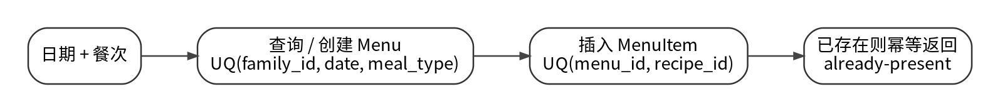 日期 + 餐次
查询 / 创建 Menu
UQ(family_id, date, meal_type)
插入 MenuItem
UQ(menu_id, recipe_id)
已存在则幂等返回
already-present